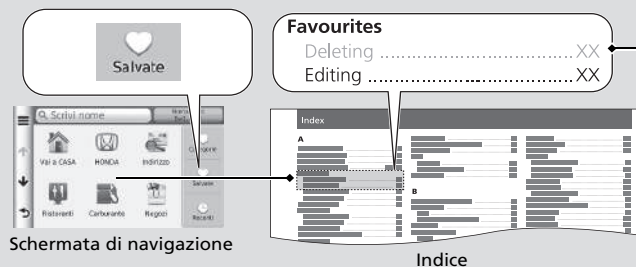 Salvate
Favourites
Deleting ........................ XX
Editing ........................... XX
Scrivi nome
Vai a CASA
HONDA
Indirizzo
Salvate
Ristoranti
Carburante
Negozi
Recenti
Index
A
B
Schermata di navigazione
Indice